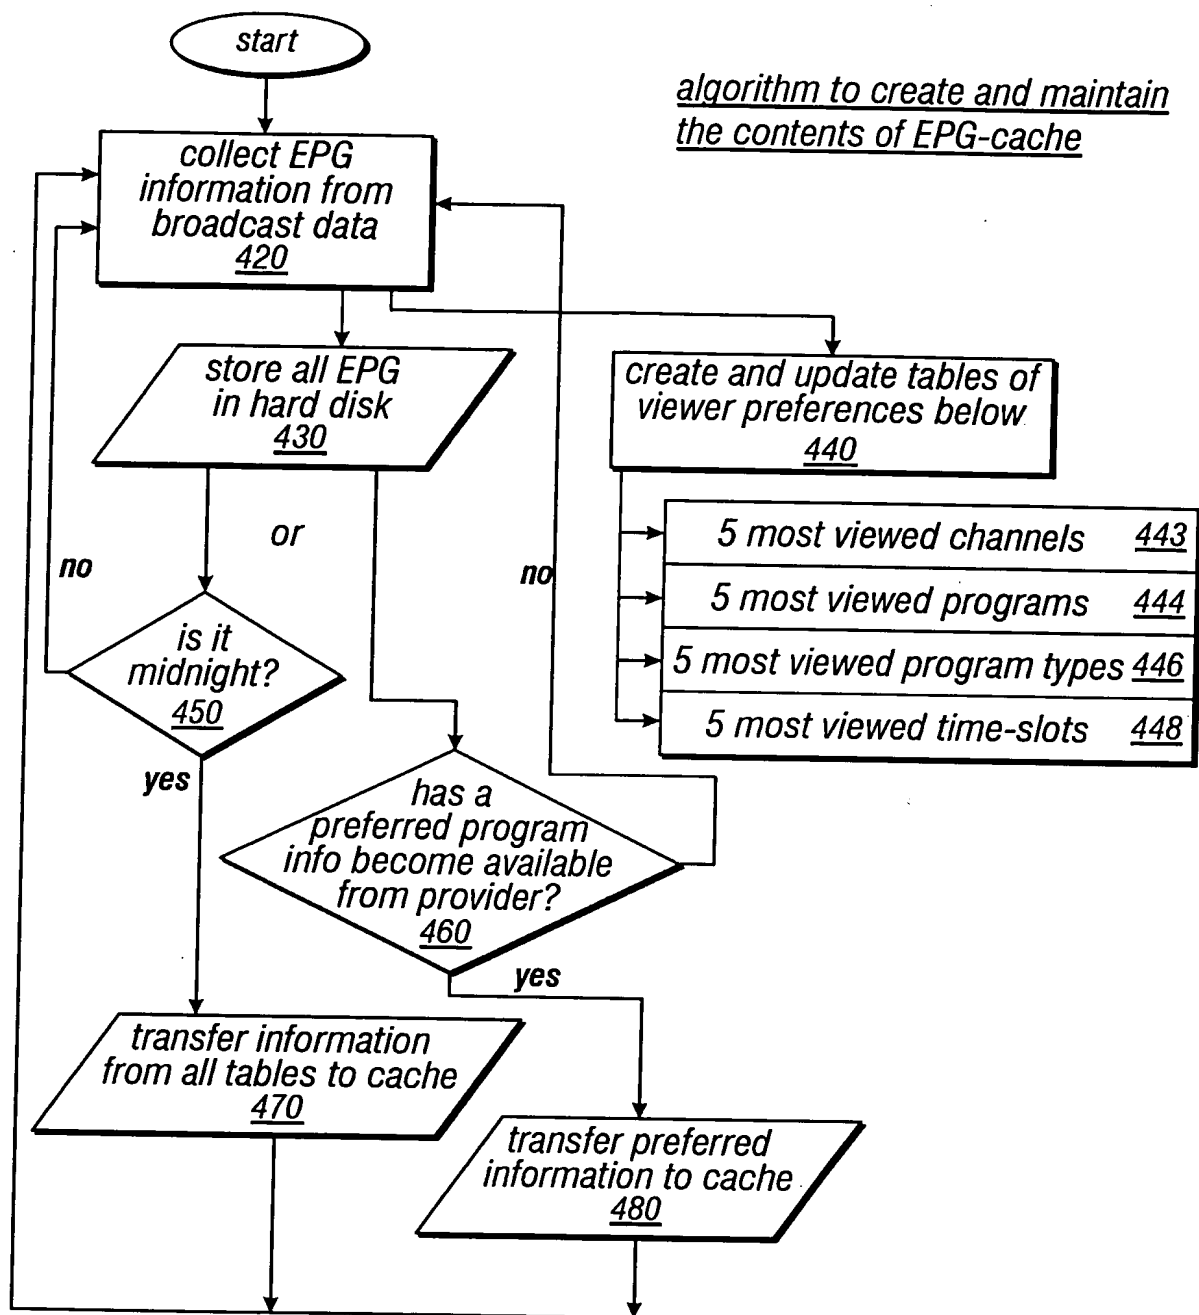 start
algorithm to create and maintain
the contents of EPG-cache
collect EPG
information from
broadcast data
420
store all EPG
in hard disk
430
create and update tables of
viewer preferences below
440
5 most viewed channels 443
5 most viewed programs 444
5 most viewed program types 446
5 most viewed time-slots 448
or
no
no
is it
midnight?
450
yes
has a
preferred program
info become available
from provider?
460
yes
transfer information
from all tables to cache
470
transfer preferred
information to cache
480